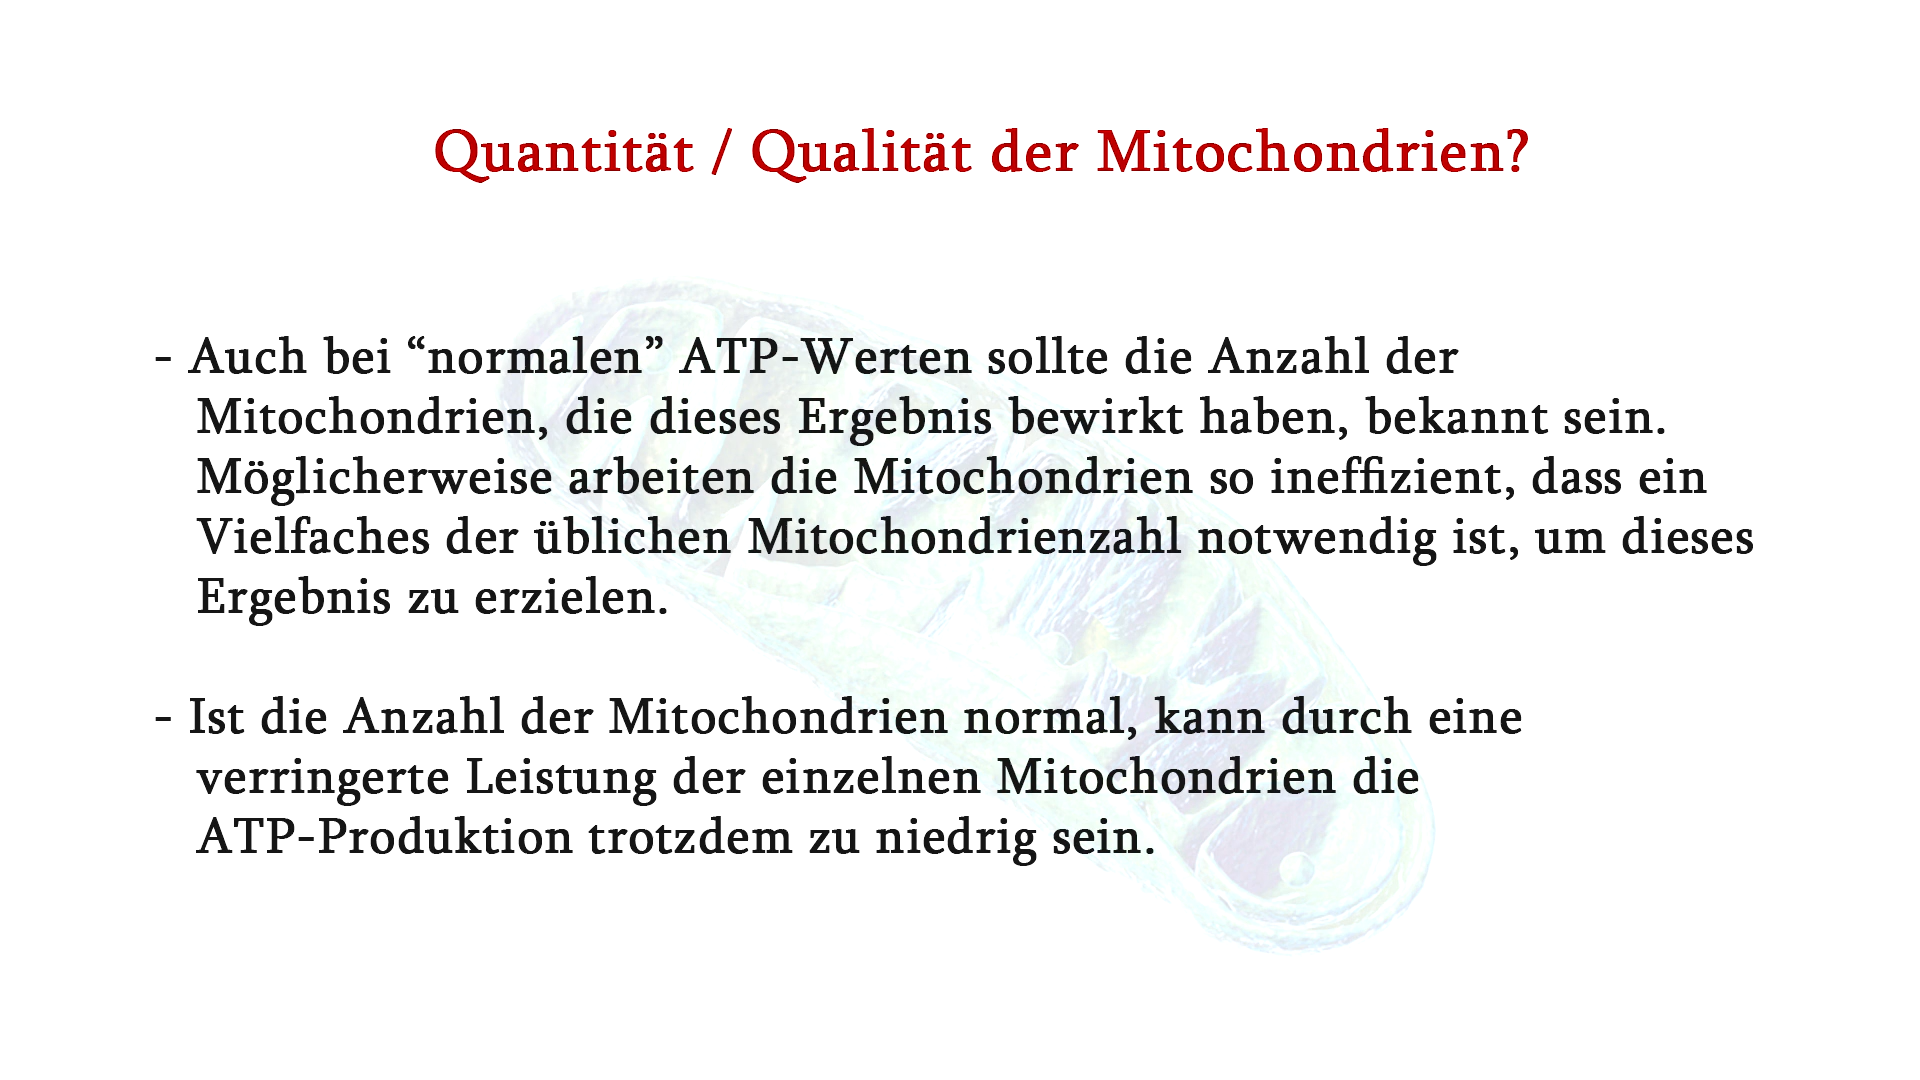 Quantität / Qualität der Mitochondrien?
- Auch bei “normalen” ATP-Werten sollte die Anzahl der
Mitochondrien, die dieses Ergebnis bewirkt haben, bekannt sein.
Möglicherweise arbeiten die Mitochondrien so ineffizient, dass ein
Vielfaches der üblichen Mitochondrienzahl notwendig ist, um dieses
Ergebnis zu erzielen.
- Ist die Anzahl der Mitochondrien normal, kann durch eine
verringerte Leistung der einzelnen Mitochondrien die
ATP-Produktion trotzdem zu niedrig sein.